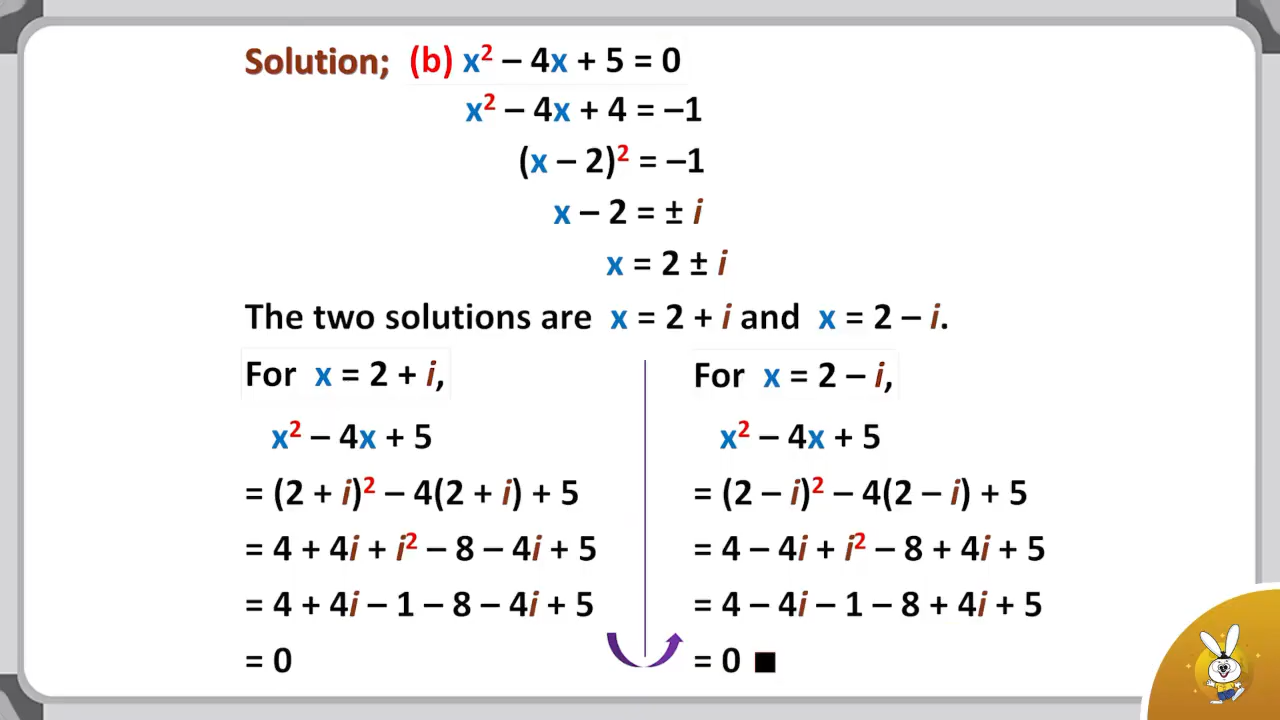 Solution; (b) x² – 4x + 5 = 0
x² – 4x + 4 = –1
(x – 2)² = –1
x – 2 = ± i
x = 2 ± i
The two solutions are x = 2 + i and x = 2 – i.
For x = 2 + i,
x² – 4x + 5
= (2 + i)² – 4(2 + i) + 5
= 4 + 4i + i² – 8 – 4i + 5
= 4 + 4i – 1 – 8 – 4i + 5
= 0
For x = 2 – i,
x² – 4x + 5
= (2 – i)² – 4(2 – i) + 5
= 4 – 4i + i² – 8 + 4i + 5
= 4 – 4i – 1 – 8 + 4i + 5
= 0 ■